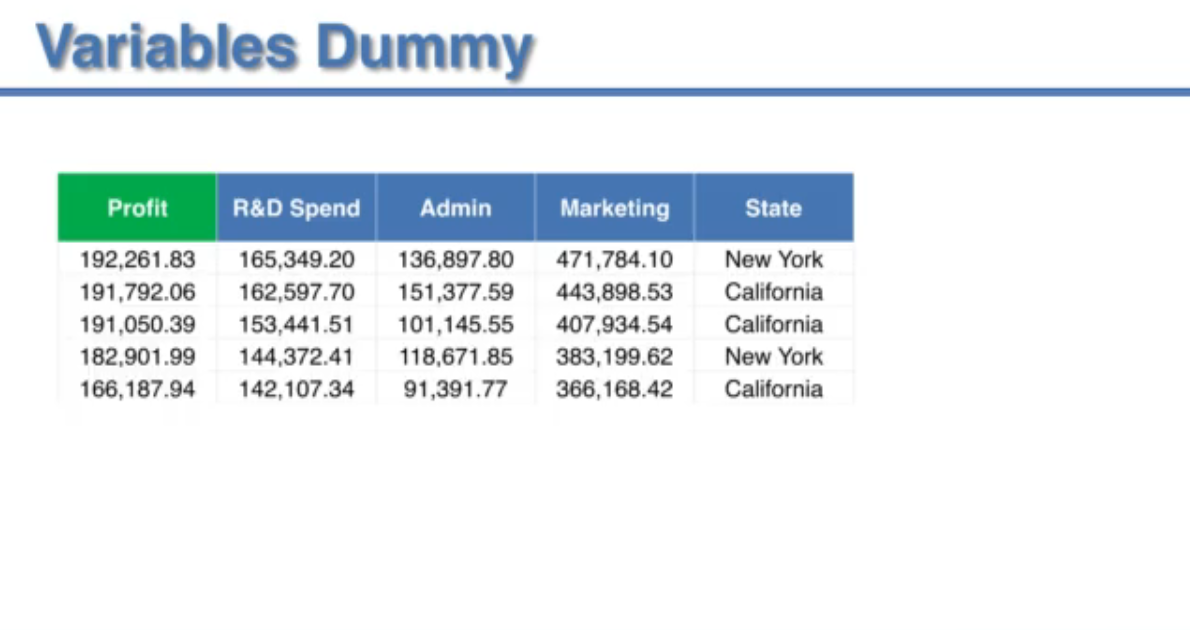 Variables Dummy
Profit R&D Spend Admin Marketing State
192,261.83 165,349.20 136,897.80 471,784.10 New York
191,792.06 162,597.70 151,377.59 443,898.53 California
191,050.39 153,441.51 101,145.55 407,934.54 California
182,901.99 144,372.41 118,671.85 383,199.62 New York
166,187.94 142,107.34 91,391.77 366,168.42 California